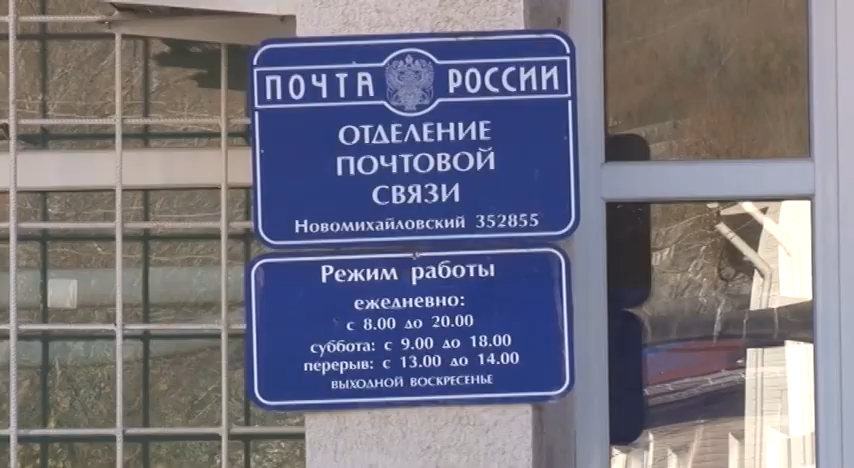 ПОЧТА РОССИИ
ОТДЕЛЕНИЕ
ПОЧТОВОЙ
СВЯЗИ
НОВОМИХАЙЛОВСКИЙ 352855
РЕЖИМ РАБОТЫ
ЕЖЕДНЕВНО:
С 8.00 ДО 20.00
СУББОТА: С 9.00 ДО 18.00
ПЕРЕРЫВ: С 13.00 ДО 14.00
ВЫХОДНОЙ ВОСКРЕСЕНЬЕ